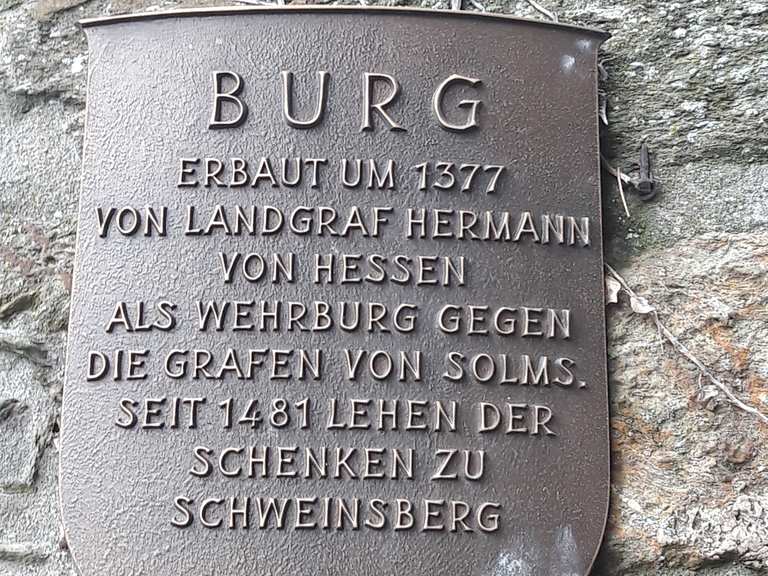 BURG
ERBAUT UM 1377
VON LANDGRAF HERMANN
VON HESSEN
ALS WEHRBURG GEGEN
DIE GRAFEN VON SOLMS.
SEIT 1481 LEHEN DER
SCHENKEN ZU
SCHWEINSBERG